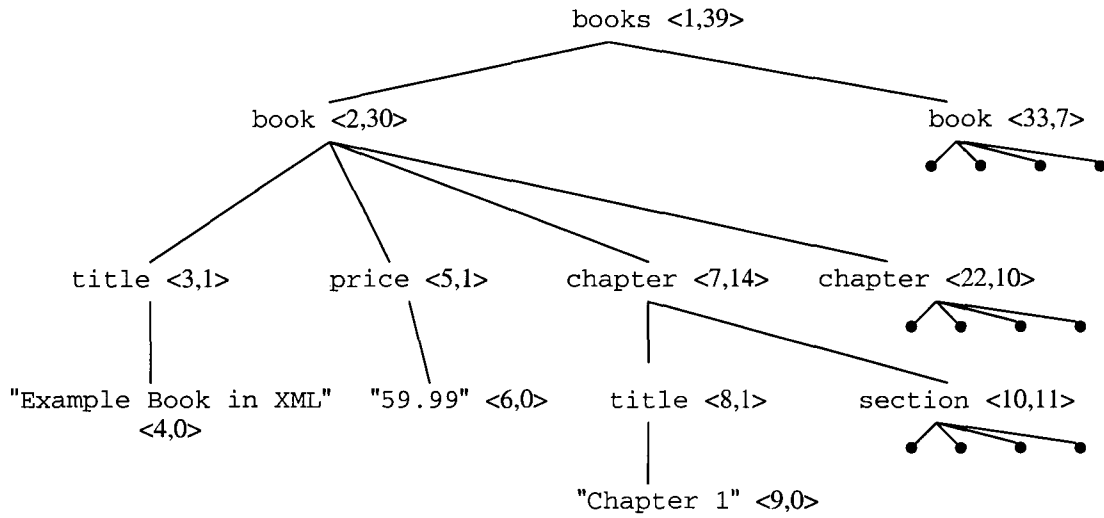 books <1,39>
book <2,30>
book <33,7>
title <3,1>
price <5,1>
chapter <7,14>
chapter <22,10>
"Example Book in XML"
<4,0>
"59.99" <6,0>
title <8,1>
section <10,11>
"Chapter 1" <9,0>